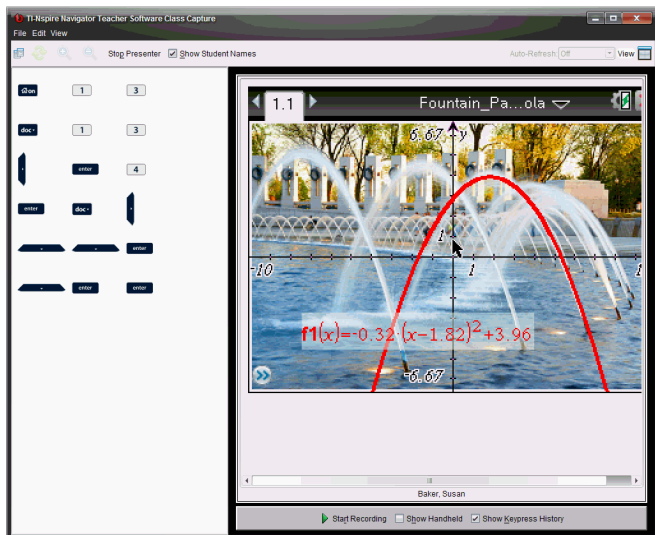 TI-Nspire Navigator Teacher Software Class Capture
File Edit View
Stop Presenter Show Student Names Auto-Refresh: Off View
on 1 3
doc 1 3
enter 4
enter doc
enter
enter enter
1.1 Fountain_Pa...ola
6.67 y
1
-10 1 1
f1(x)=-0.32·(x-1.82)²+3.96
-6.67
Baker, Susan
Start Recording Show Handheld Show Keypress History